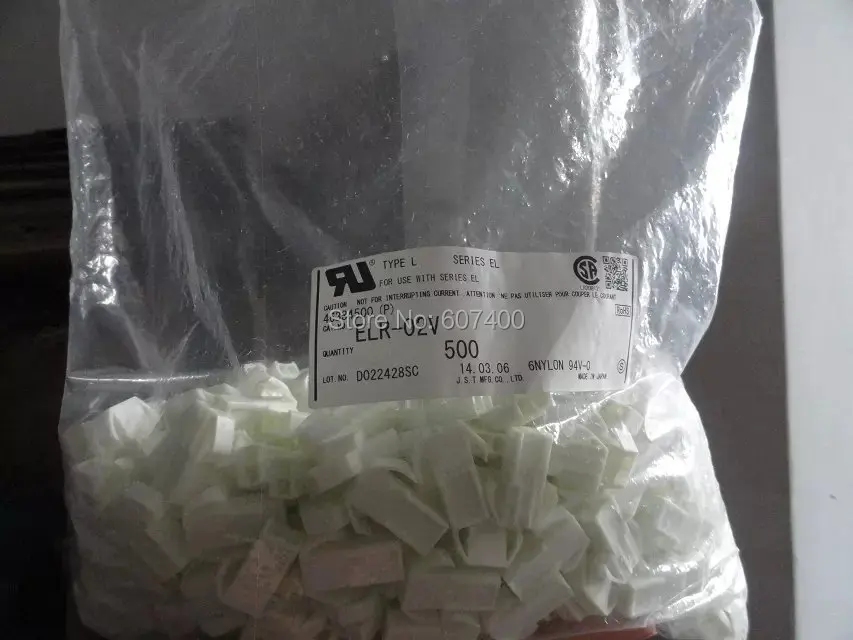 TYPE L SERIES EL
FOR USE WITH SERIES EL
CAUTION NOT FOR INTERRUPTING CURRENT. ATTENTION NE PAS UTILISER POUR COUPER LE COURANT
(P)
RoHS
Store No.: 607400
ELR-02V
QUANTITY 500
LOT NO. D022428SC 14.03.06 6NYLON 94V-0 S
J.S.T MFG.CO.,LTD. MADE IN JAPAN